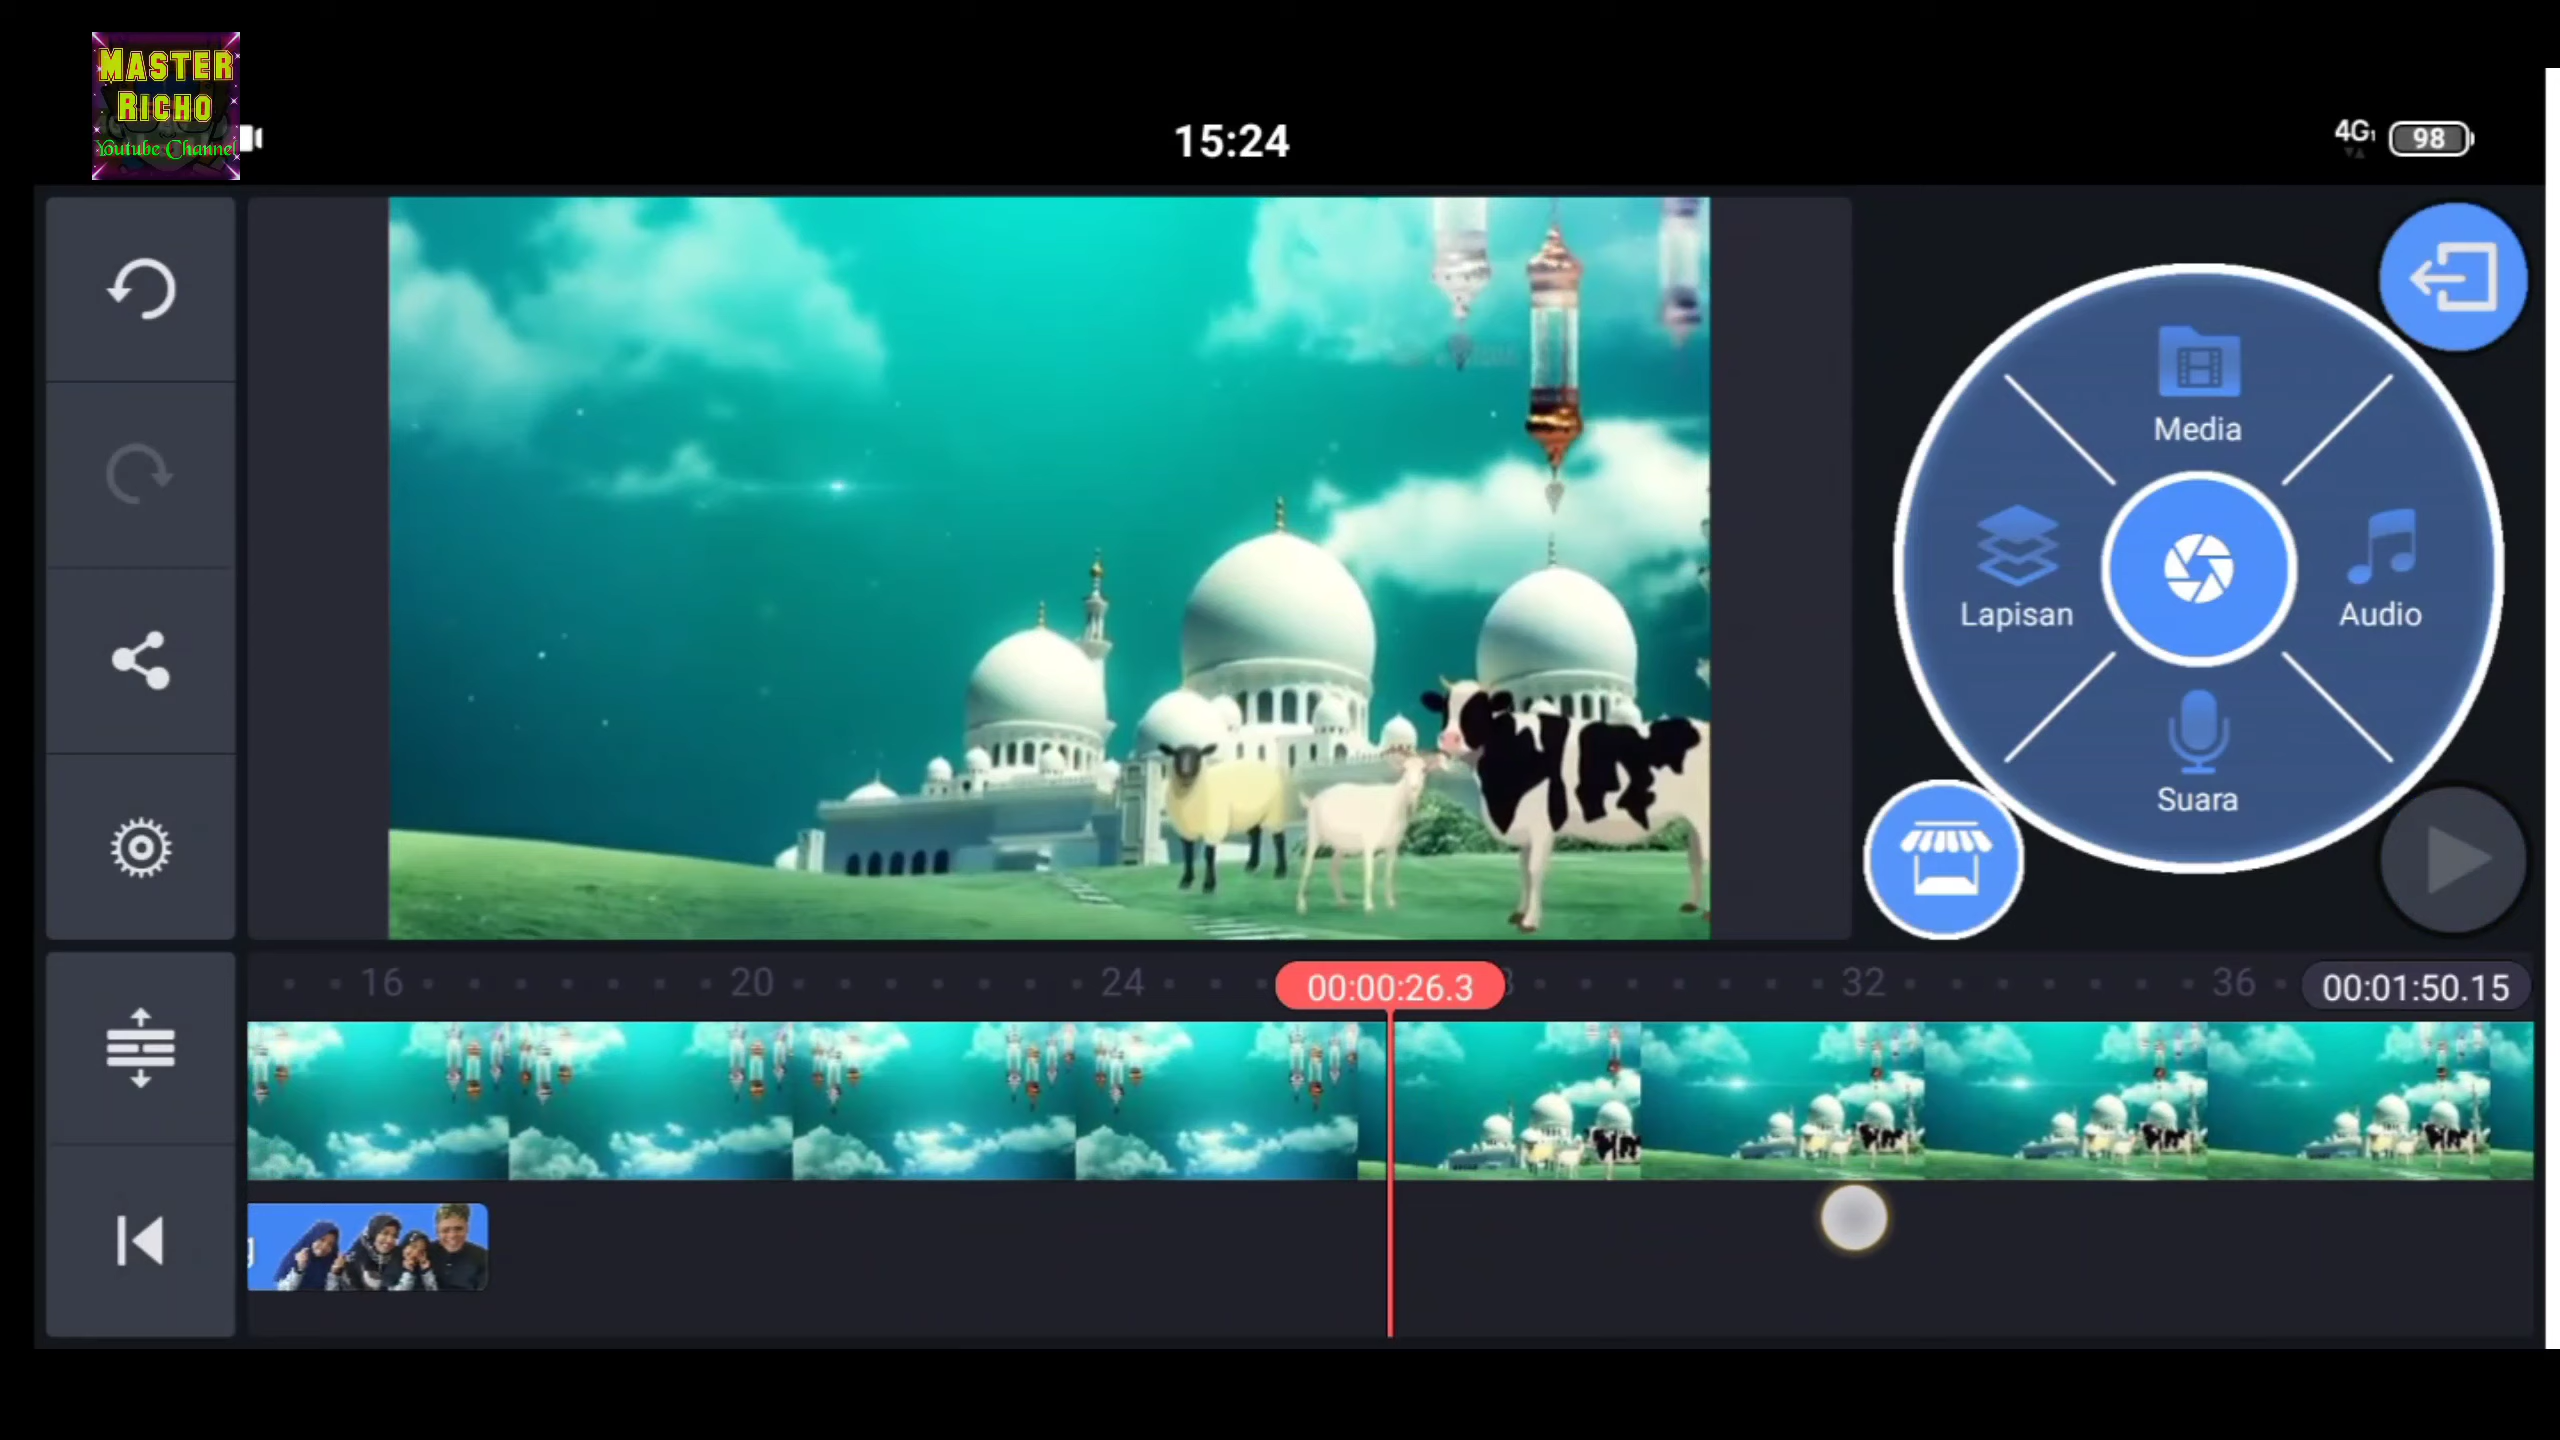 MASTER
RICHO
Youtube Channel
15:24
4G
98
Media
Lapisan
Audio
Suara
16
20
24
00:00:26.3
32
36
00:01:50.15